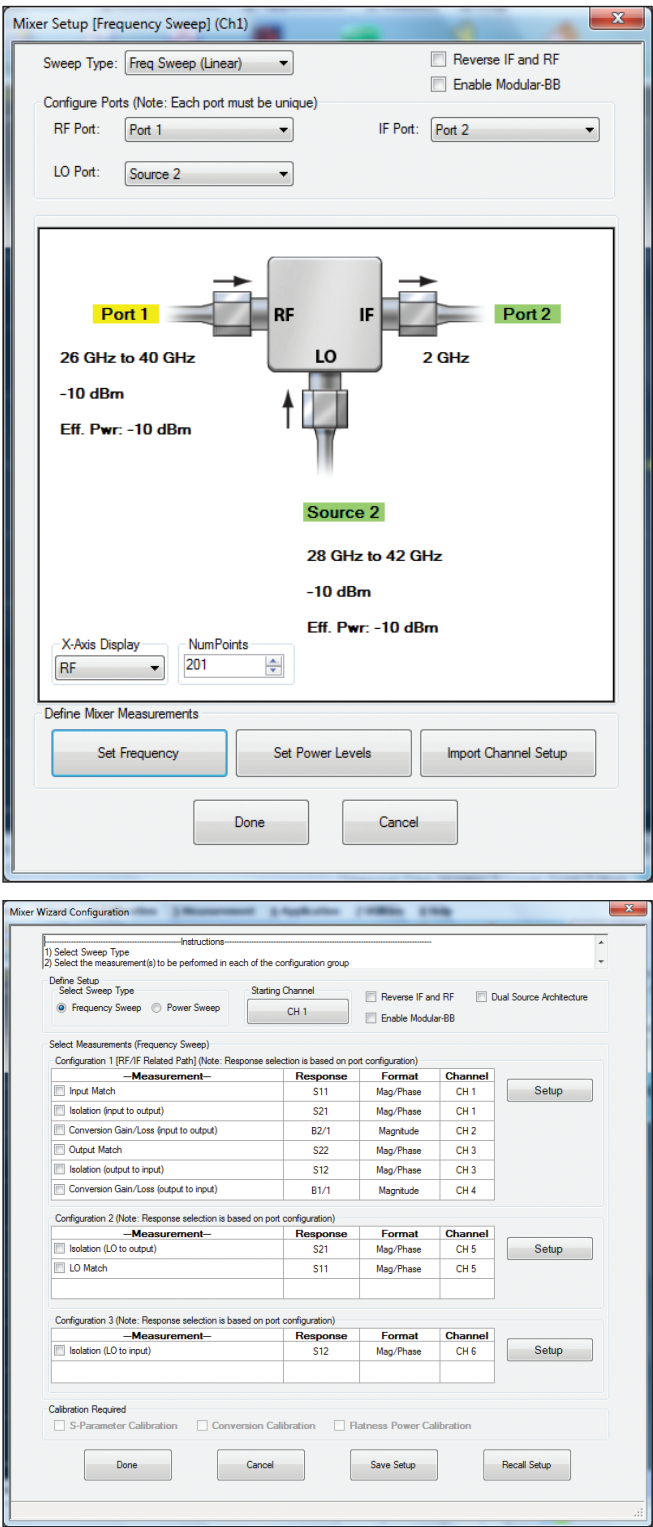 Mixer Setup [Frequency Sweep] (Ch1)
Sweep Type: Freq Sweep (Linear)
Reverse IF and RF
Enable Modular-BB
Configure Ports (Note: Each port must be unique)
RF Port: Port 1 IF Port: Port 2
LO Port: Source 2
Port 1 RF IF Port 2
LO
26 GHz to 40 GHz 2 GHz
-10 dBm
Eff. Pwr: -10 dBm
Source 2
28 GHz to 42 GHz
-10 dBm
Eff. Pwr: -10 dBm
X-Axis Display NumPoints
RF 201
Define Mixer Measurements
Set Frequency Set Power Levels Import Channel Setup
Done Cancel
Mixer Wizard Configuration
3 Measurement 5 Application 7 Utilities 8 Help
Instructions
1) Select Sweep Type
2) Select the measurement(s) to be performed in each of the configuration group
Define Setup
Select Sweep Type Starting Channel
Frequency Sweep Power Sweep CH 1 Reverse IF and RF Dual Source Architecture
Enable Modular-BB
Select Measurements (Frequency Sweep)
Configuration 1 [RF/IF Related Path] (Note: Response selection is based on port configuration)
—Measurement— Response Format Channel
Input Match S11 Mag/Phase CH 1 Setup
Isolation (input to output) S21 Mag/Phase CH 1
Conversion Gain/Loss (input to output) B2/1 Magnitude CH 2
Output Match S22 Mag/Phase CH 3
Isolation (output to input) S12 Mag/Phase CH 3
Conversion Gain/Loss (output to input) B1/1 Magnitude CH 4
Configuration 2 (Note: Response selection is based on port configuration)
—Measurement— Response Format Channel
Isolation (LO to output) S21 Mag/Phase CH 5 Setup
LO Match S11 Mag/Phase CH 5
Configuration 3 (Note: Response selection is based on port configuration)
—Measurement— Response Format Channel
Isolation (LO to input) S12 Mag/Phase CH 6 Setup
Calibration Required
S-Parameter Calibration Conversion Calibration Flatness Power Calibration
Done Cancel Save Setup Recall Setup